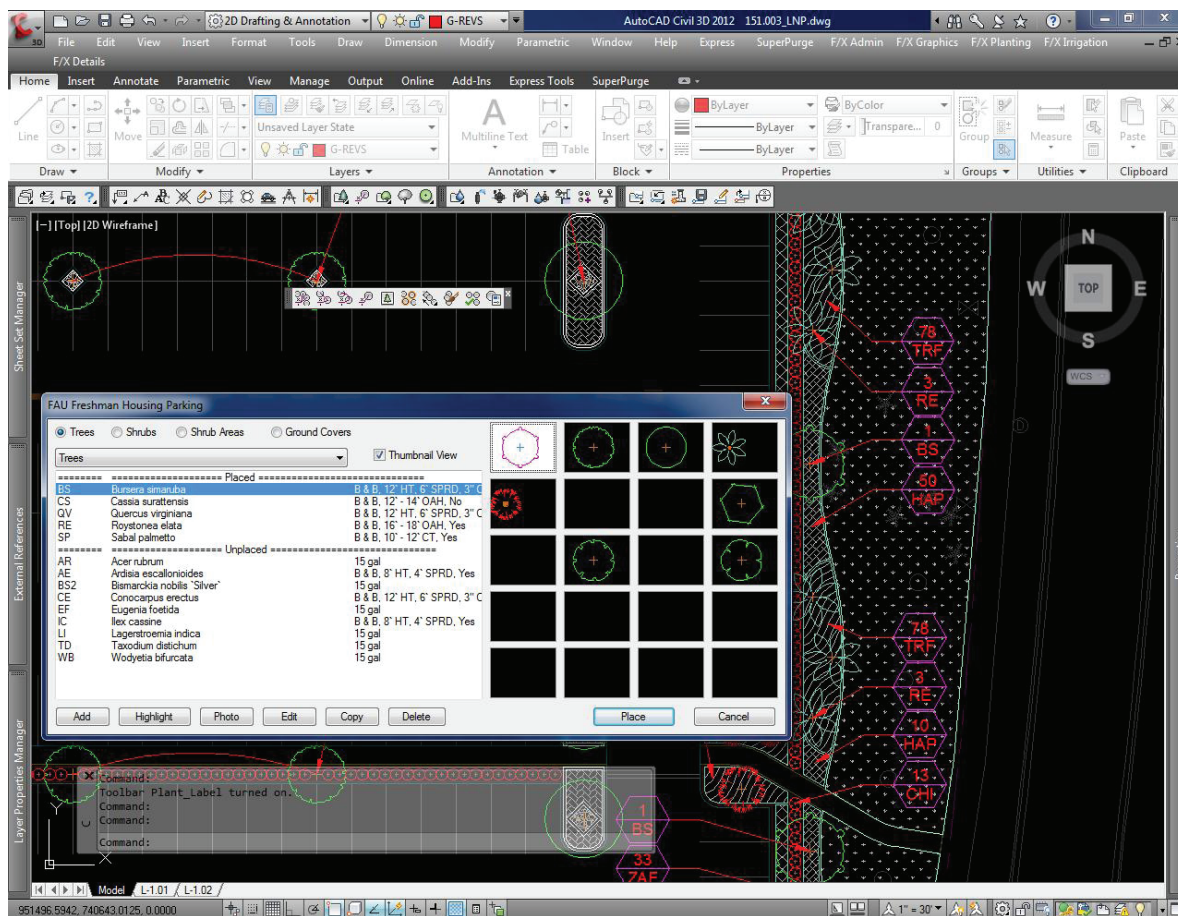 2D Drafting & Annotation G-REVS AutoCAD Civil 3D 2012 151.003_LNP.dwg
3D File Edit View Insert Format Tools Draw Dimension Modify Parametric Window Help Express SuperPurge F/X Admin F/X Graphics F/X Planting F/X Irrigation
F/X Details
Home Insert Annotate Parametric View Manage Output Online Add-Ins Express Tools SuperPurge
ByLayer ByColor
Line Move Unsaved Layer State Multiline Text Insert ByLayer Transpare... 0 Group Measure Paste
G-REVS Table ByLayer
Draw Modify Layers Annotation Block Properties Groups Utilities Clipboard
[-] [Top] [2D Wireframe]
N
W TOP E
S
WCS
Sheet Set Manager
External References
Layer Properties Manager
78
TRF
3
RE
1
BS
50
HAP
FAU Freshman Housing Parking
Trees Shrubs Shrub Areas Ground Covers
Trees Thumbnail View
======== ==================== Placed ==============================
BS Bursera simaruba B & B, 12' HT, 6' SPRD, 3" C
CS Cassia surattensis B & B, 12' - 14' OAH, No
QV Quercus virginiana B & B, 12' HT, 6' SPRD, 3" C
RE Roystonea elata B & B, 16' - 18' OAH, Yes
SP Sabal palmetto B & B, 10' - 12' CT, Yes
======== ==================== Unplaced ==============================
AR Acer rubrum 15 gal
AE Ardisia escallonioides B & B, 8' HT, 4' SPRD, Yes
BS2 Bismarckia nobilis `Silver` 15 gal
CE Conocarpus erectus B & B, 12' HT, 6' SPRD, 3" C
EF Eugenia foetida 15 gal
IC Ilex cassine B & B, 8' HT, 4' SPRD, Yes
LI Lagerstroemia indica 15 gal
TD Taxodium distichum 15 gal
WB Wodyetia bifurcata 15 gal
Add Highlight Photo Edit Copy Delete Place Cancel
78
TRF
3
RE
10
HAP
13
CHI
Command:
Toolbar Plant_Label turned on.
Command:
Command:
Command:
Y
X
1
BS
33
ZAF
Model L-1.01 L-1.02
951496.5942, 740643.0125, 0.0000 1" = 30'